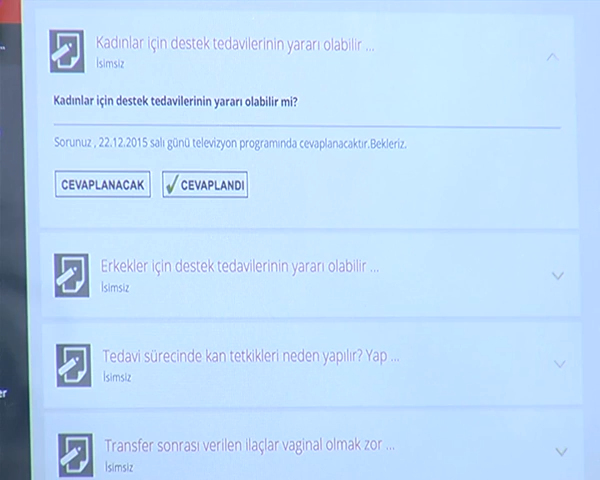 Kadınlar için destek tedavilerinin yararı olabilir ...
İsimsiz
Kadınlar için destek tedavilerinin yararı olabilir mi?
Sorunuz , 22.12.2015 salı günü televizyon programında cevaplanacaktır.Bekleriz.
CEVAPLANACAK CEVAPLANDI
Erkekler için destek tedavilerinin yararı olabilir ...
İsimsiz
Tedavi sürecinde kan tetkikleri neden yapılır? Yap ...
İsimsiz
Transfer sonrası verilen ilaçlar vaginal olmak zor ...
İsimsiz